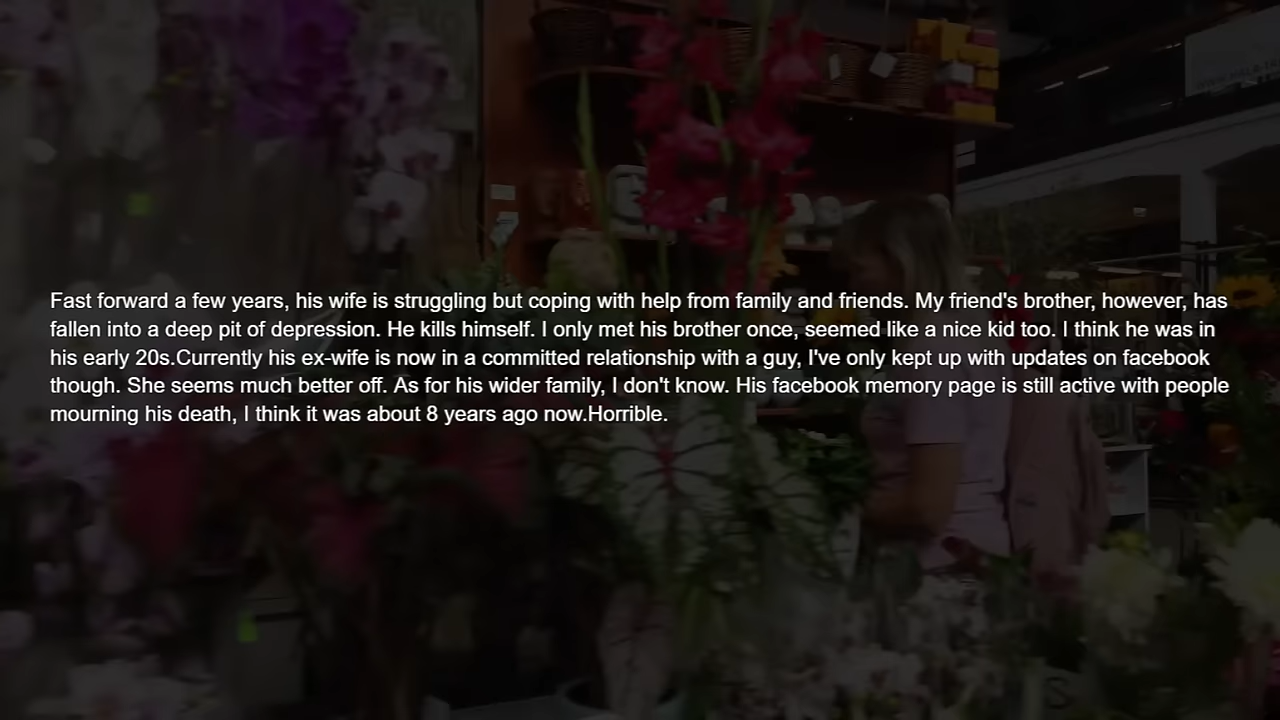 Fast forward a few years, his wife is struggling but coping with help from family and friends. My friend's brother, however, has
fallen into a deep pit of depression. He kills himself. I only met his brother once, seemed like a nice kid too. I think he was in
his early 20s.Currently his ex-wife is now in a committed relationship with a guy, I've only kept up with updates on facebook
though. She seems much better off. As for his wider family, I don't know. His facebook memory page is still active with people
mourning his death, I think it was about 8 years ago now.Horrible.